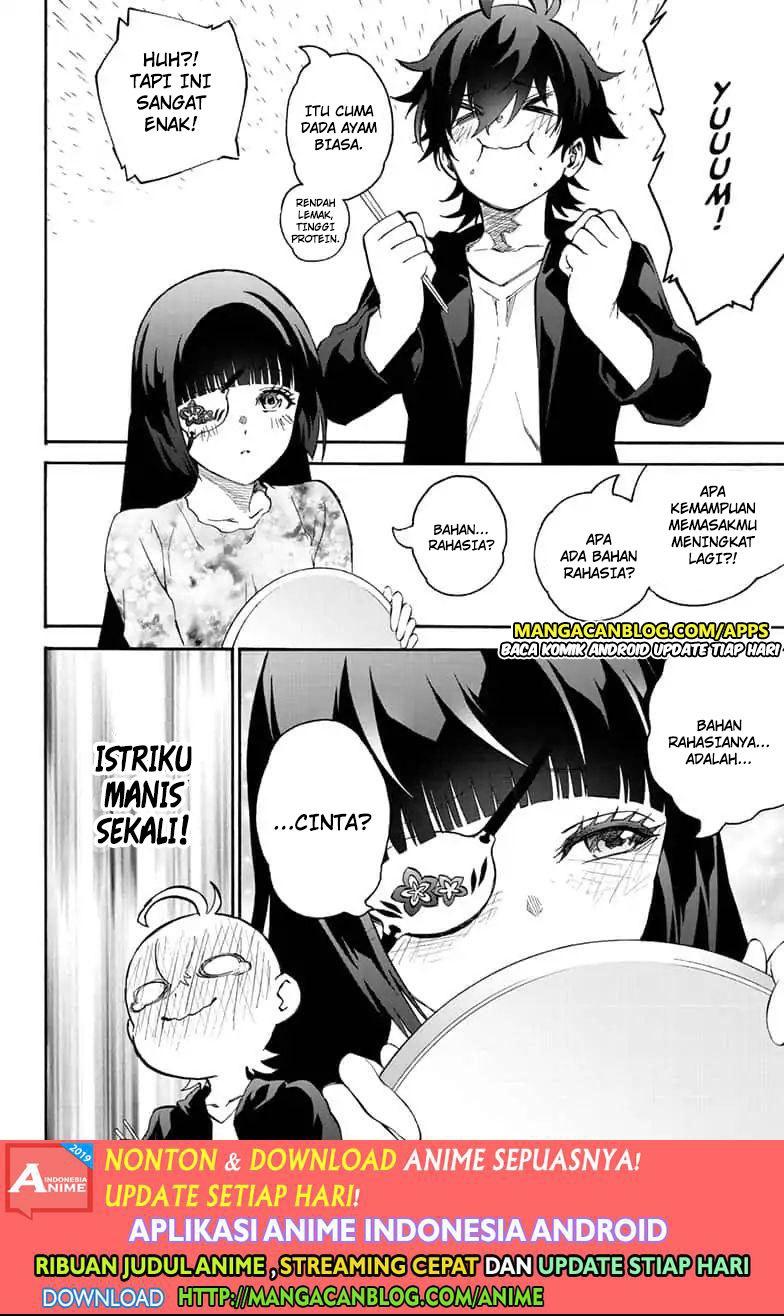 YUUUM!
ITU CUMA
DADA AYAM
BIASA.
RENDAH
LEMAK,
TINGGI
PROTEIN.
HUH?!
TAPI INI
SANGAT
ENAK!
APA
KEMAMPUAN
MEMASAKMU
MENINGKAT
LAGI?!
APA
ADA BAHAN
RAHASIA?
BAHAN...
RAHASIA?
MANGACANBLOG.COM/APPS
BACA KOMIK ANDROID UPDATE TIAP HARI
BAHAN
RAHASIANYA...
ADALAH...
...CINTA?
ISTRIKU
MANIS
SEKALI!
2019
INDONESIA
ANIME
NONTON & DOWNLOAD ANIME SEPUASNYA!
UPDATE SETIAP HARI!
APLIKASI ANIME INDONESIA ANDROID
RIBUAN JUDUL ANIME , STREAMING CEPAT DAN UPDATE STIAP HARI
DOWNLOAD HTTP://MANGACANBLOG.COM/ANIME